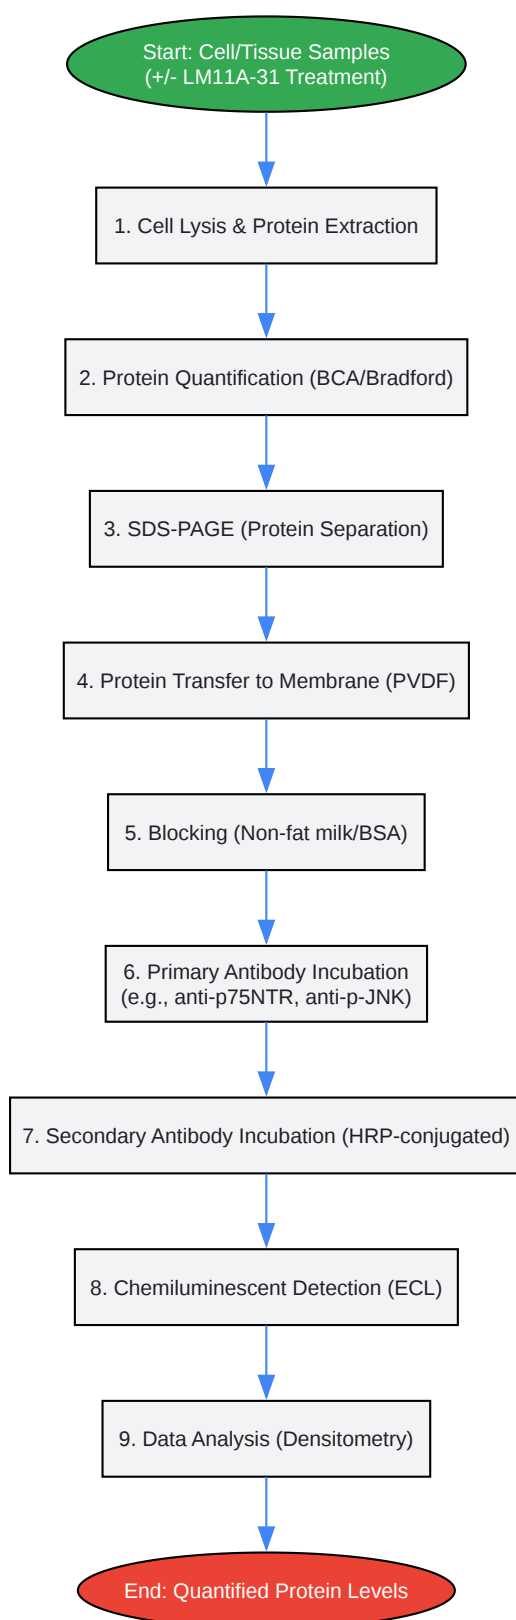 Start: Cell/Tissue Samples
(+/- LM11A-31 Treatment)
1. Cell Lysis & Protein Extraction
2. Protein Quantification (BCA/Bradford)
3. SDS-PAGE (Protein Separation)
4. Protein Transfer to Membrane (PVDF)
5. Blocking (Non-fat milk/BSA)
6. Primary Antibody Incubation
(e.g., anti-p75NTR, anti-p-JNK)
7. Secondary Antibody Incubation (HRP-conjugated)
8. Chemiluminescent Detection (ECL)
9. Data Analysis (Densitometry)
End: Quantified Protein Levels